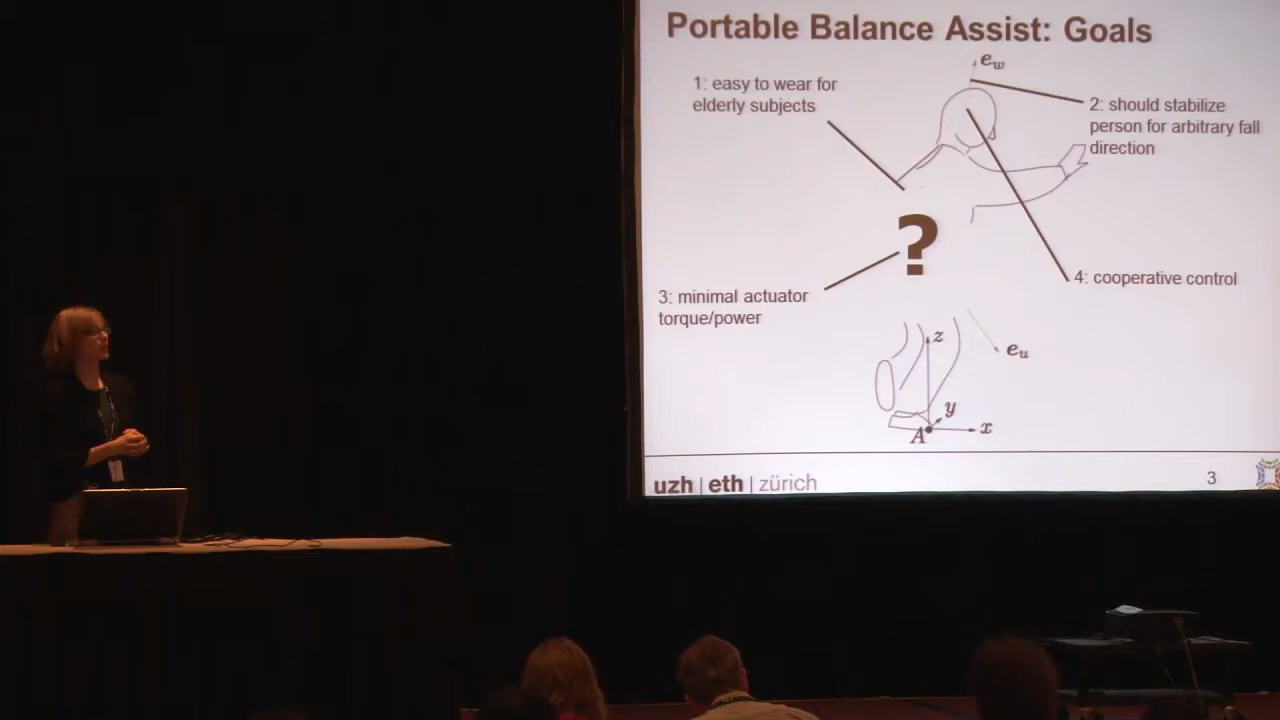 Portable Balance Assist: Goals
e_w
1: easy to wear for
elderly subjects
2: should stabilize
person for arbitrary fall
direction
?
4: cooperative control
3: minimal actuator
torque/power
z
e_u
y
A
x
uzh | eth | zürich
3